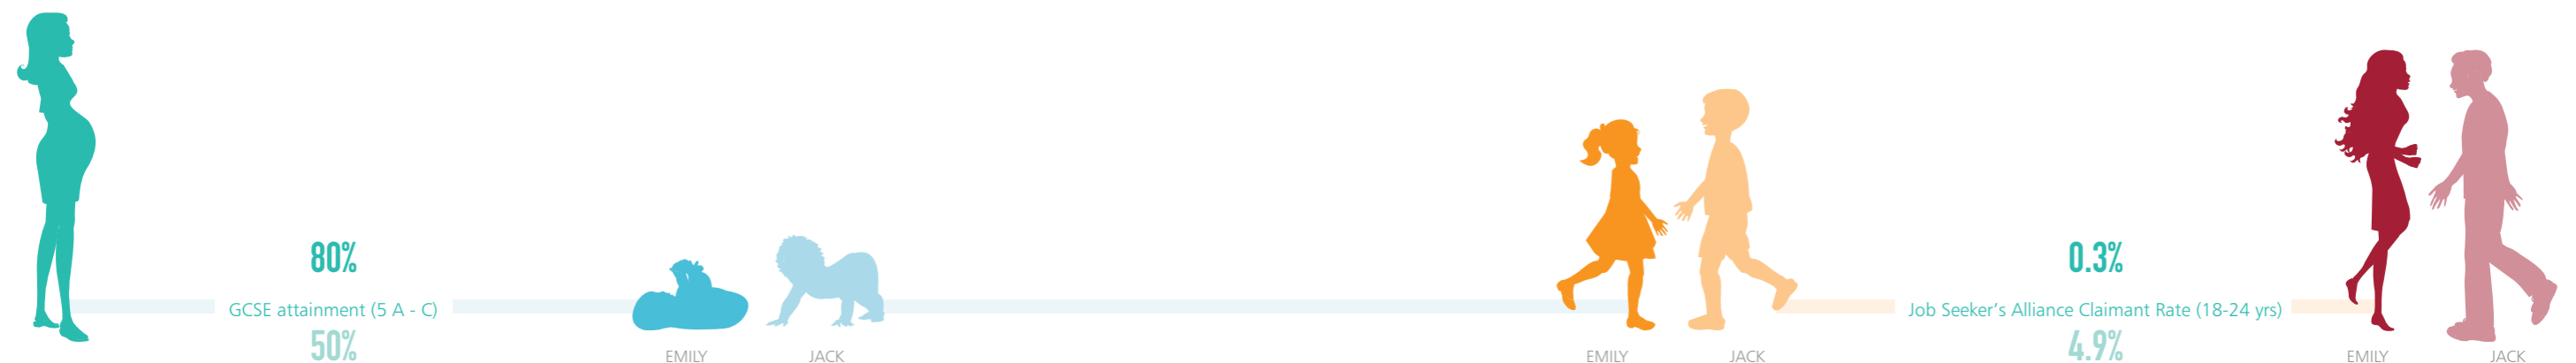 80%
GCSE attainment (5 A - C)
50%
EMILY
JACK
EMILY
JACK
0.3%
Job Seeker's Alliance Claimant Rate (18-24 yrs)
4.9%
EMILY
JACK